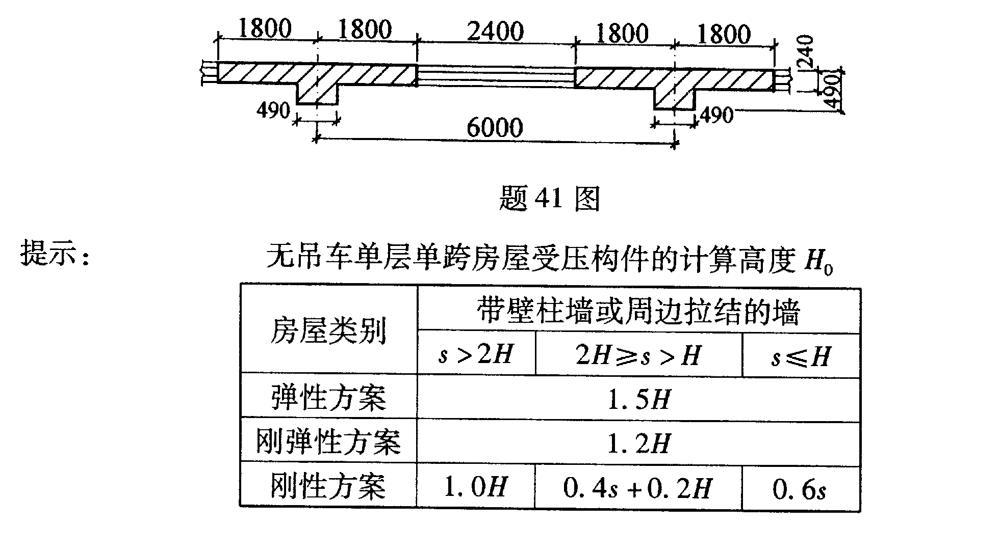 1800 1800 2400 1800 1800
240
490
490 490
6000
题 41 图
提示：
无吊车单层单跨房屋受压构件的计算高度 H₀
房屋类别 带壁柱墙或周边拉结的墙
s > 2H 2H ≥ s > H s ≤ H
弹性方案 1. 5H
刚弹性方案 1. 2H
刚性方案 1. 0H 0. 4s + 0. 2H 0. 6s